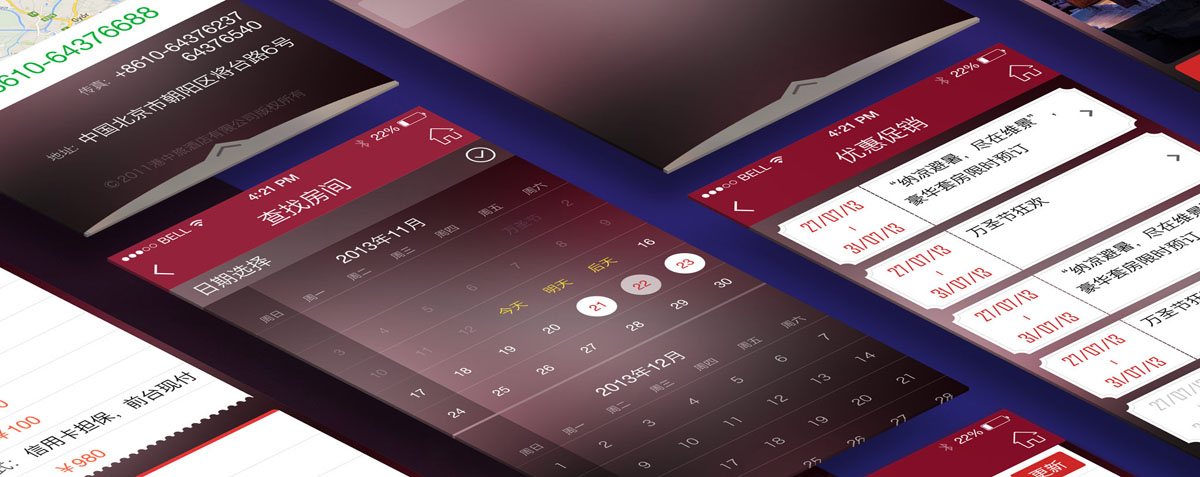 8610-64376688
传真: +8610-64376237
64376540
地址: 中国北京市朝阳区将台路6号
©2011港中旅酒店有限公司版权所有
BELL 4:21 PM 22%
查找房间
日期选择
2013年11月
周日 周一 周二 周三 周四 周五 周六
万圣节 2
3 4 5 6 7 8 9
10 11 12 今天 明天 后天 16
17 18 19 20 21 22 23
24 25 26 27 28 29 30
2013年12月
周日 周一 周二 周三 周四 周五 周六
1 2 3 4 5 6 7
9 10 11 12 13 14
18 19 20 21
25 26 27 28
BELL 4:21 PM 22%
优惠促销
27/07/13
31/07/13
“纳凉避暑，尽在维景”，
豪华套房限时预订
27/07/13
31/07/13
万圣节狂欢
27/07/13
31/07/13
“纳凉避暑，尽在维景
豪华套房限时预订
27/07/13
31/07/13
万圣节狂欢
27/07/13
¥100
式: 信用卡担保，前台现付
¥980
22%
更新